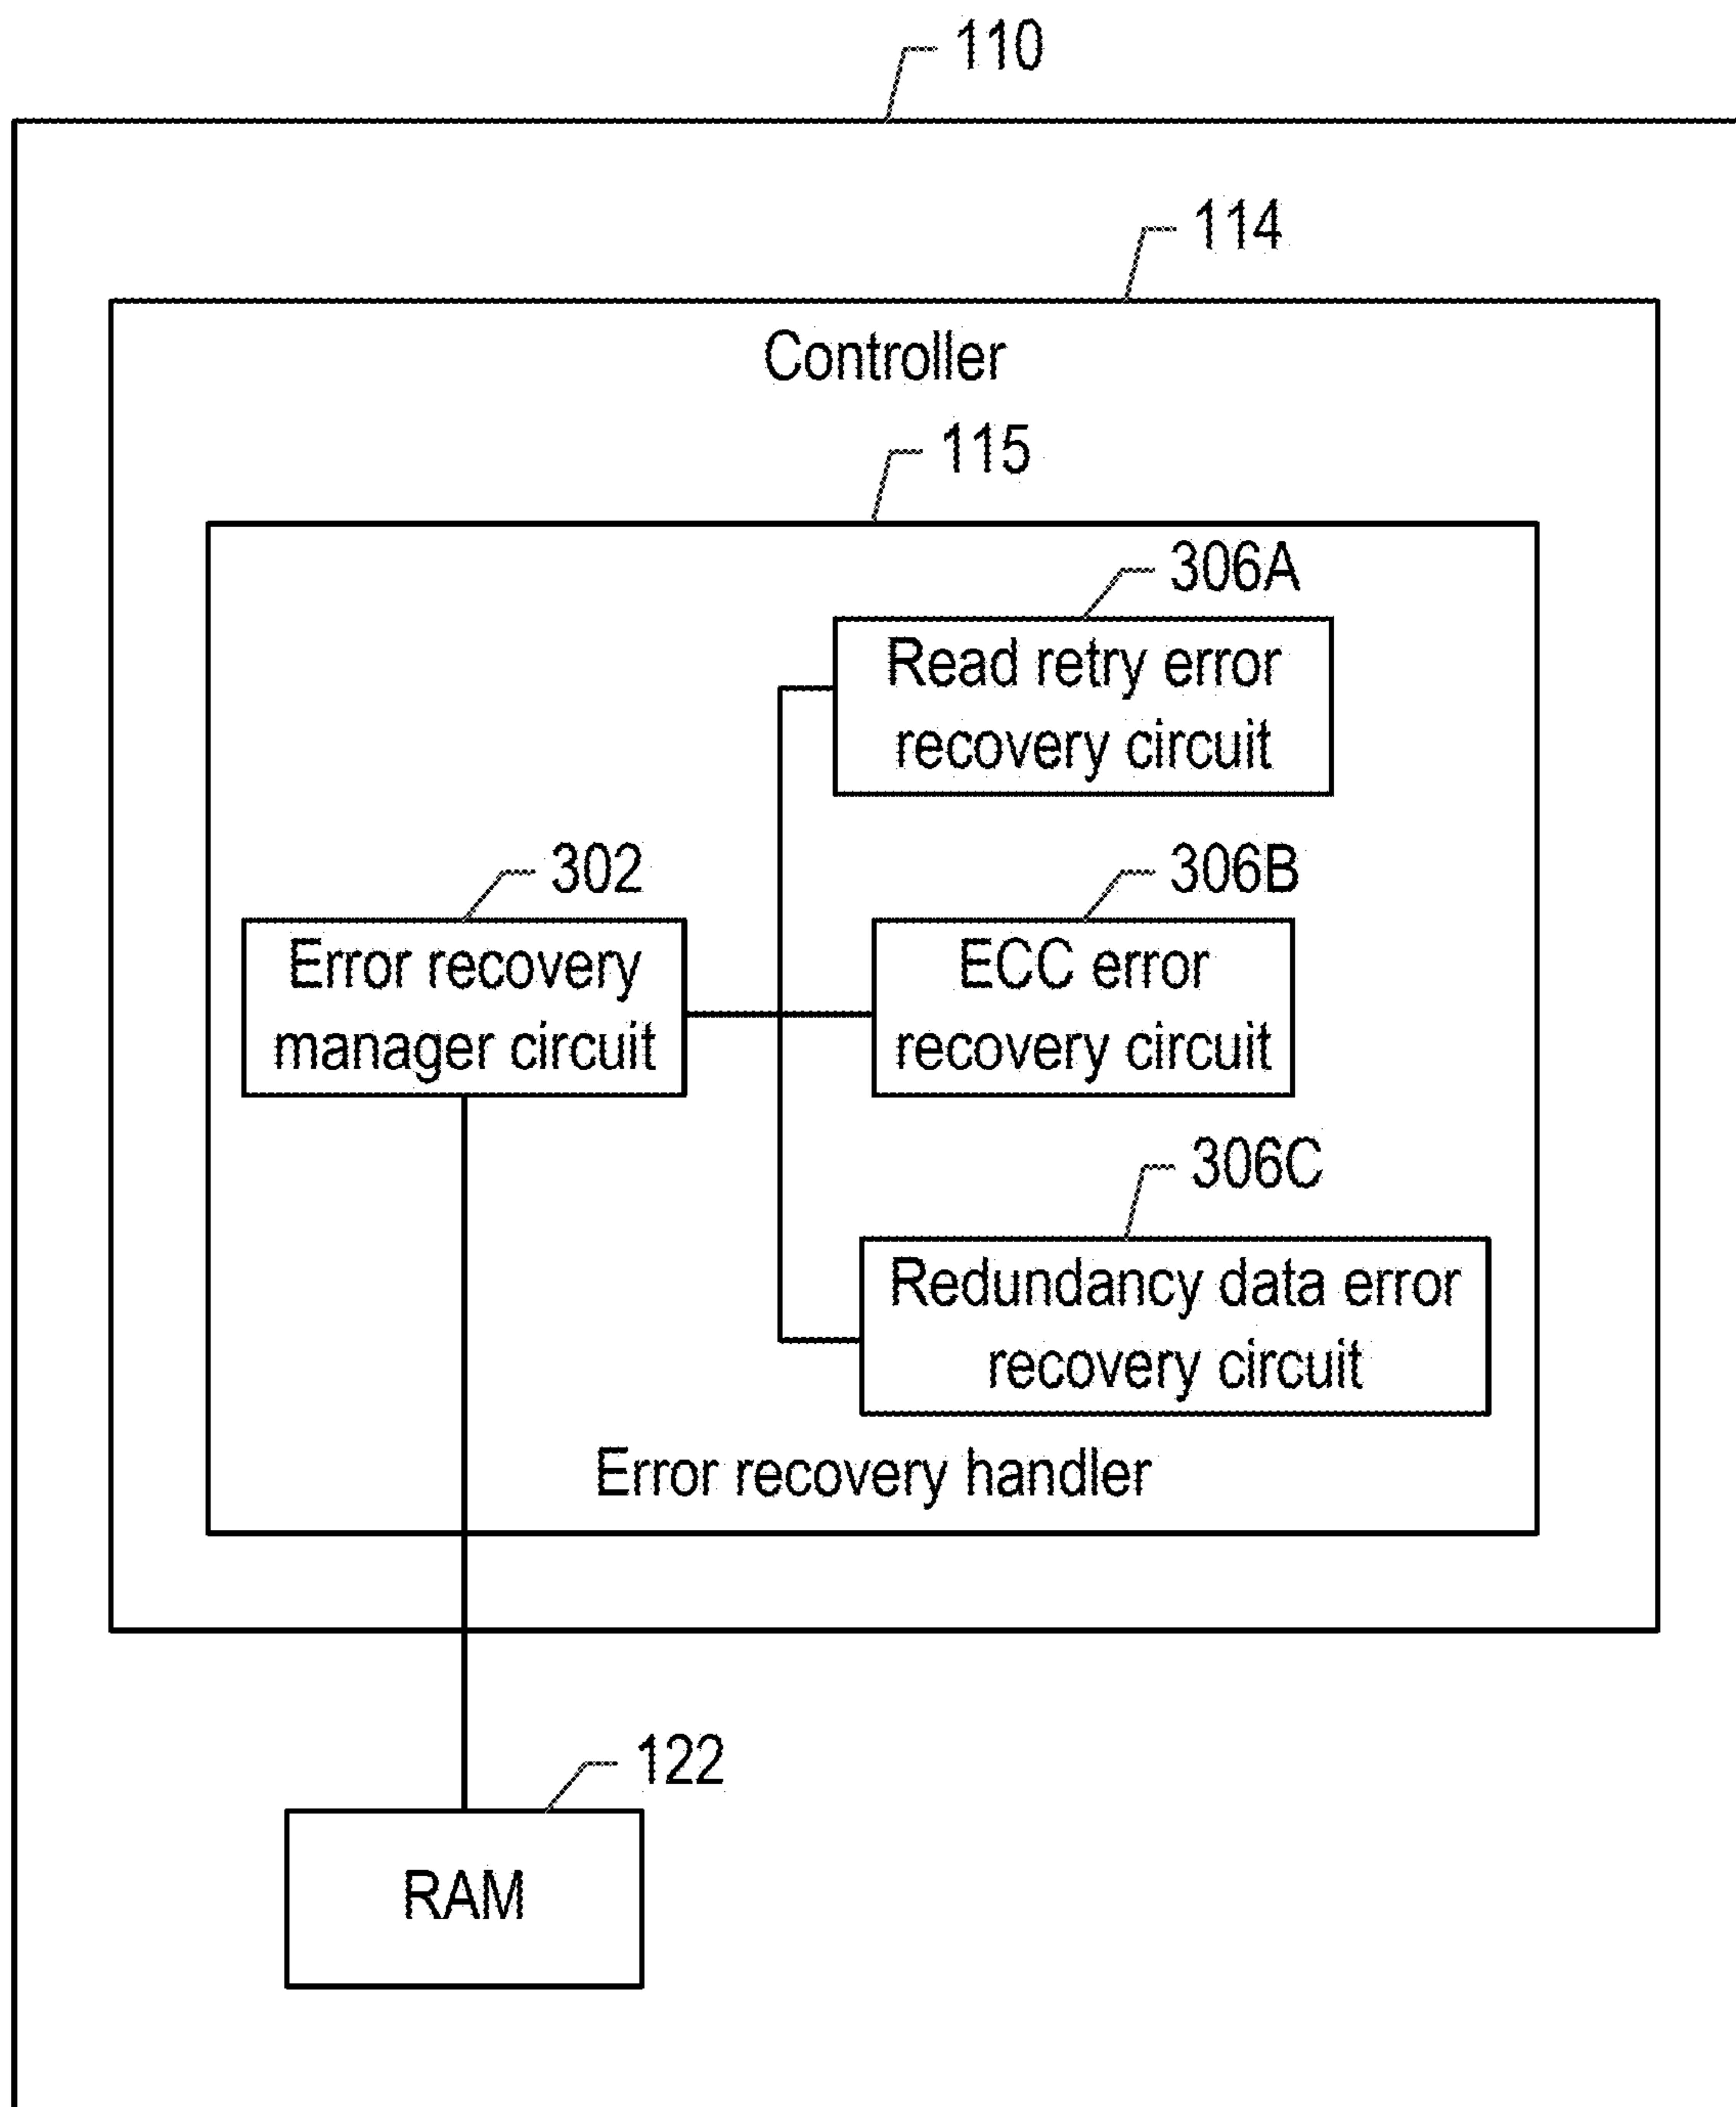 110
114
Controller
115
306A
Read retry error
recovery circuit
302
Error recovery
manager circuit
306B
ECC error
recovery circuit
306C
Redundancy data error
recovery circuit
Error recovery handler
122
RAM